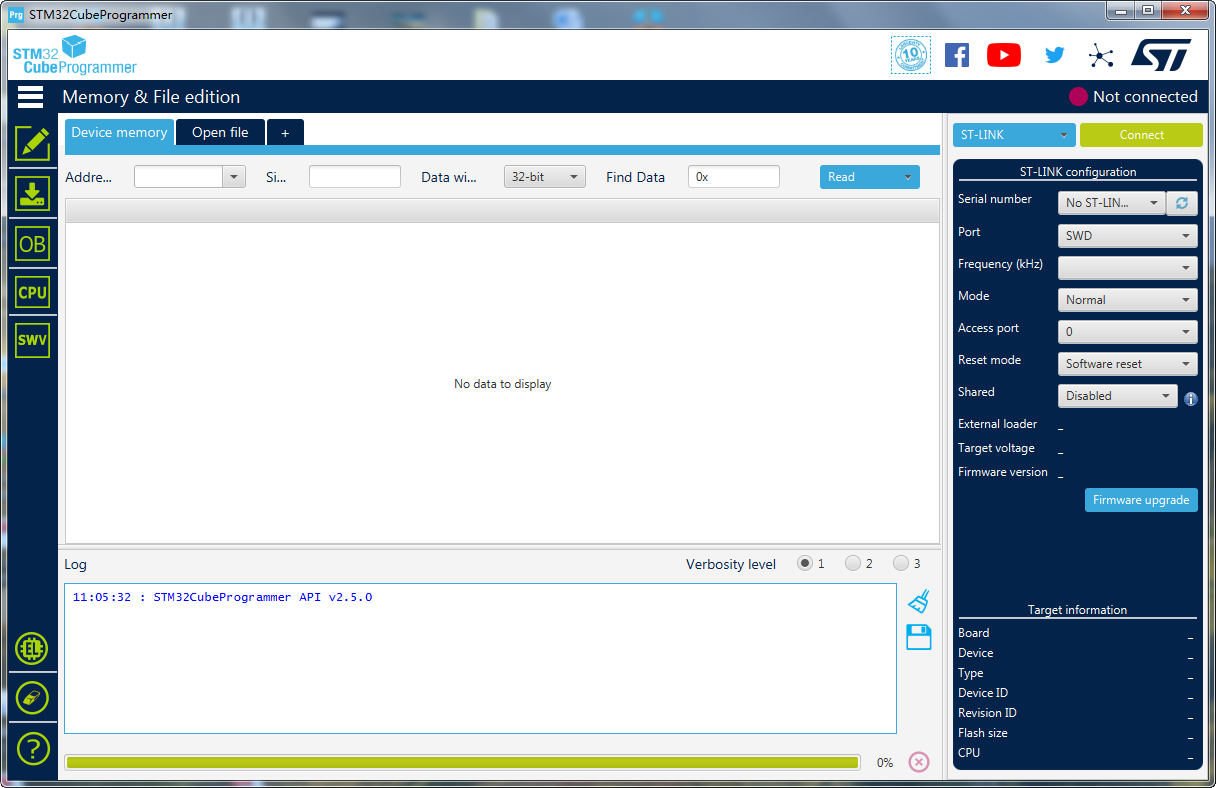 Prg STM32CubeProgrammer
STM32
CubeProgrammer
10
ST
Memory & File edition
Not connected
Device memory
Open file
+
ST-LINK
Connect
Addre...
Si...
Data wi...
32-bit
Find Data
0x
Read
ST-LINK configuration
Serial number
No ST-LIN...
Port
SWD
Frequency (kHz)
Mode
Normal
Access port
0
Reset mode
Software reset
Shared
Disabled
External loader
_
Target voltage
_
Firmware version
_
Firmware upgrade
OB
CPU
SWV
EL
?
No data to display
Log
Verbosity level
1
2
3
11:05:32 : STM32CubeProgrammer API v2.5.0
0%
Target information
Board
_
Device
_
Type
_
Device ID
_
Revision ID
_
Flash size
_
CPU
_